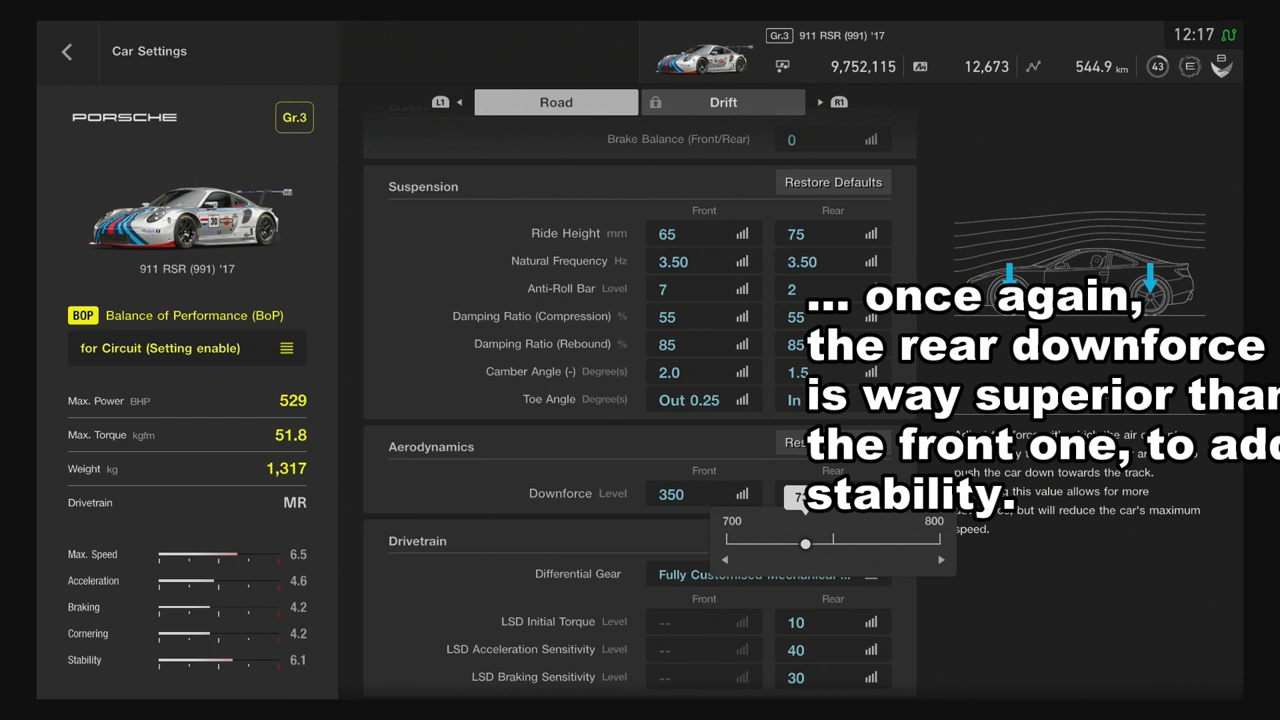 Car Settings
Gr.3 911 RSR (991) '17
9,752,115 12,673 544.9 km 43 E B
12:17
L1 Road Drift R1
PORSCHE Gr.3
911 RSR (991) '17
BOP Balance of Performance (BoP)
for Circuit (Setting enable)
Max. Power BHP 529
Max. Torque kgfm 51.8
Weight kg 1,317
Drivetrain MR
Max. Speed 6.5
Acceleration 4.6
Braking 4.2
Cornering 4.2
Stability 6.1
Brake Balance (Front/Rear) 0
Suspension Restore Defaults
Front Rear
Ride Height mm 65 75
Natural Frequency Hz 3.50 3.50
Anti-Roll Bar Level 7 2
Damping Ratio (Compression) % 55 55
Damping Ratio (Rebound) % 85 85
Camber Angle (-) Degree(s) 2.0 1.5
Toe Angle Degree(s) Out 0.25 In
Aerodynamics
Front Rear
Downforce Level 350
700 800
Drivetrain
Differential Gear Fully Customised Mechanical ...
Front Rear
LSD Initial Torque Level -- 10
LSD Acceleration Sensitivity Level -- 40
LSD Braking Sensitivity Level -- 30
... once again,
the rear downforce
is way superior than
the front one, to add
stability.
push the car down towards the track.
this value allows for more
but will reduce the car's maximum
speed.